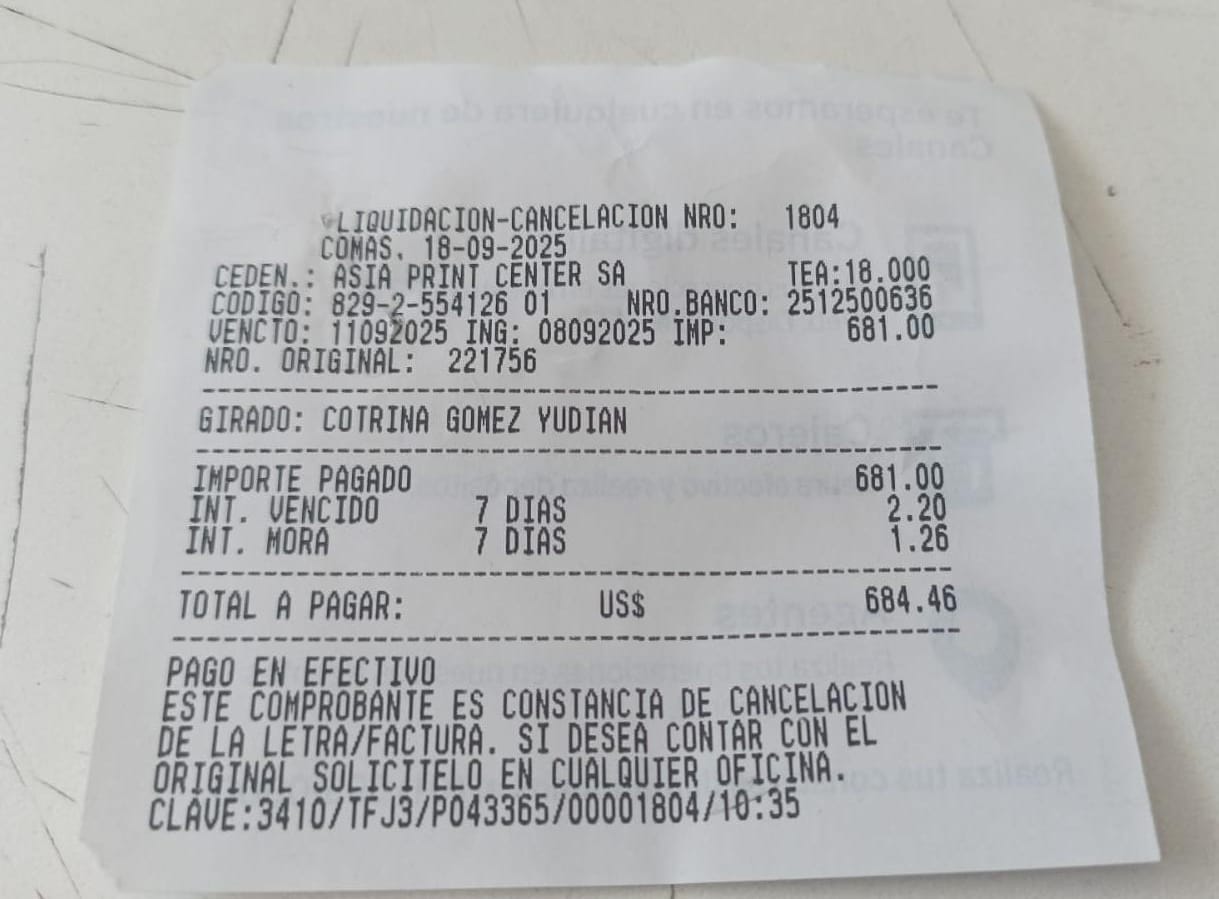 LIQUIDACION-CANCELACION NRO: 1804
COMAS, 18-09-2025
CEDEN.: ASIA PRINT CENTER SA TEA:18.000
CODIGO: 829-2-554126 01 NRO.BANCO: 2512500636
VENCTO: 11092025 ING: 08092025 IMP: 681.00
NRO. ORIGINAL: 221756
GIRADO: COTRINA GOMEZ YUDIAN
IMPORTE PAGADO 681.00
INT. VENCIDO 7 DIAS 2.20
INT. MORA 7 DIAS 1.26
TOTAL A PAGAR: US$ 684.46
PAGO EN EFECTIVO
ESTE COMPROBANTE ES CONSTANCIA DE CANCELACION
DE LA LETRA/FACTURA. SI DESEA CONTAR CON EL
ORIGINAL SOLICITELO EN CUALQUIER OFICINA.
CLAVE:3410/TFJ3/P043365/00001804/10:35